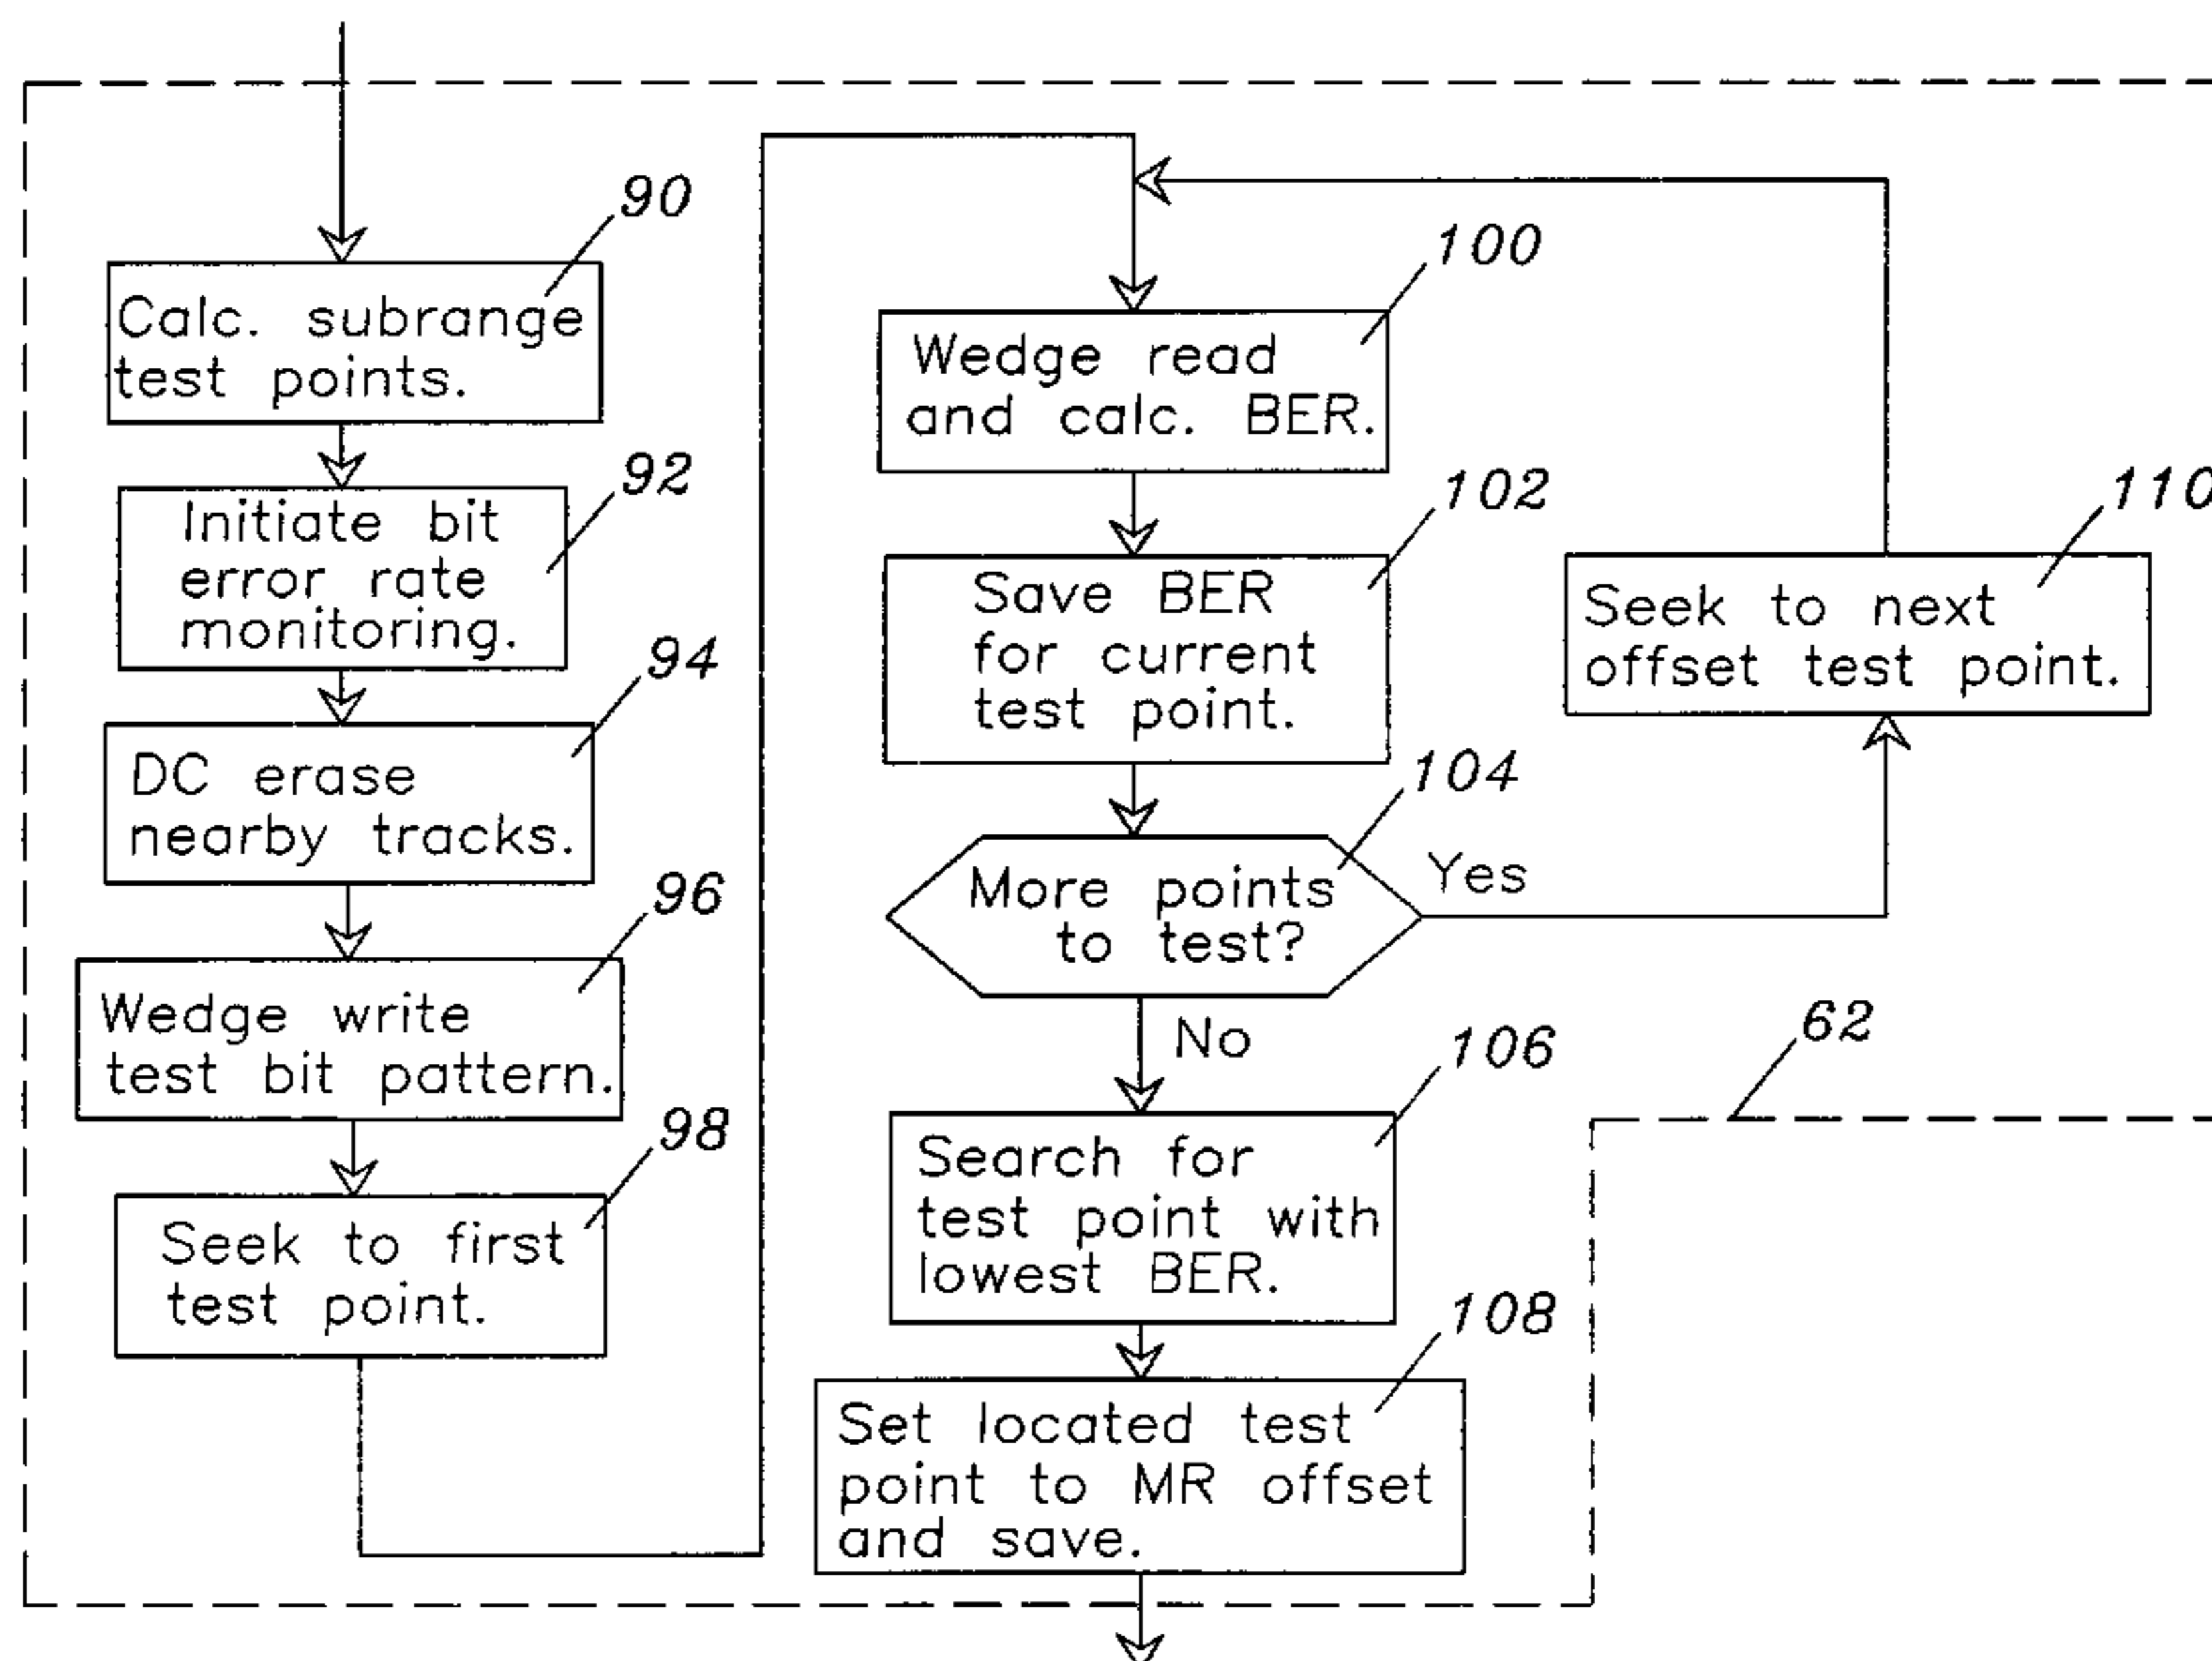 90
Calc. subrange
test points.
92
Initiate bit
error rate
monitoring.
94
DC erase
nearby tracks.
96
Wedge write
test bit pattern.
98
Seek to first
test point.
100
Wedge read
and calc. BER.
102
Save BER
for current
test point.
104
More points
to test?
Yes
No
110
Seek to next
offset test point.
106
Search for
test point with
lowest BER.
108
Set located test
point to MR offset
and save.
62